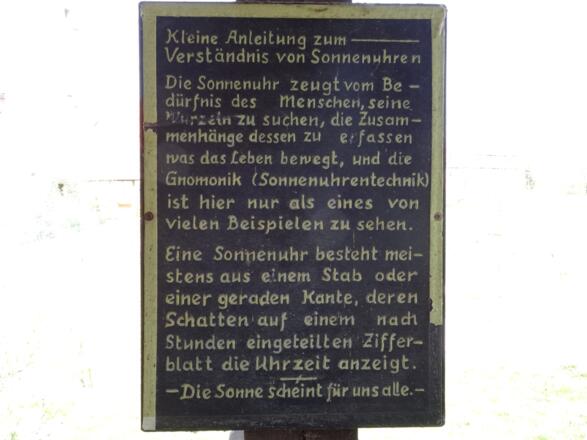 Kleine Anleitung zum
Verständnis von Sonnenuhren
Die Sonnenuhr zeugt vom Be-
dürfnis des Menschen, seine
Wurzeln zu suchen, die Zusam-
menhänge dessen zu erfassen
was das Leben bewegt, und die
Gnomonik (Sonnenuhrentechnik)
ist hier nur als eines von
vielen Beispielen zu sehen.
Eine Sonnenuhr besteht mei-
stens aus einem Stab oder
einer geraden Kante, deren
Schatten auf einem nach
Stunden eingeteilten Ziffer-
blatt die Uhrzeit anzeigt.
-Die Sonne scheint für uns alle.-